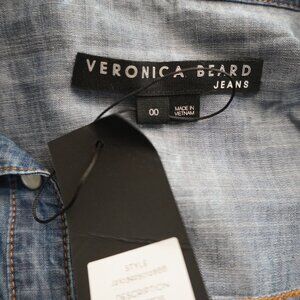 VERONICA BEARD
JEANS
00
MADE IN
VIETNAM
STYLE
DESCRIPTION